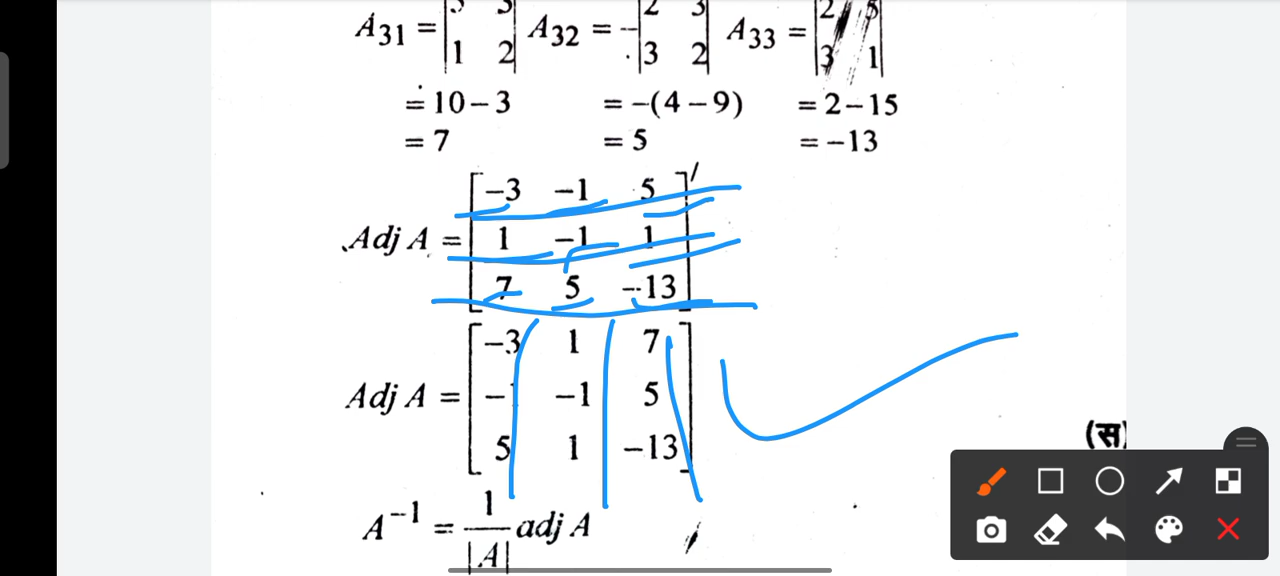 A31 = |5 3| A32 = -|2 3| A33 = |2 5|
|1 2| |3 2| |3 1|
= 10 − 3 = −(4 − 9) = 2 − 15
= 7 = 5 = −13
[−3 −1 5]′
Adj A = [1 −1 1]
[7 5 −13]
[−3 1 7]
Adj A = [− −1 5]
[5 1 −13]
A−1 = 1/|A| adj A
(स)